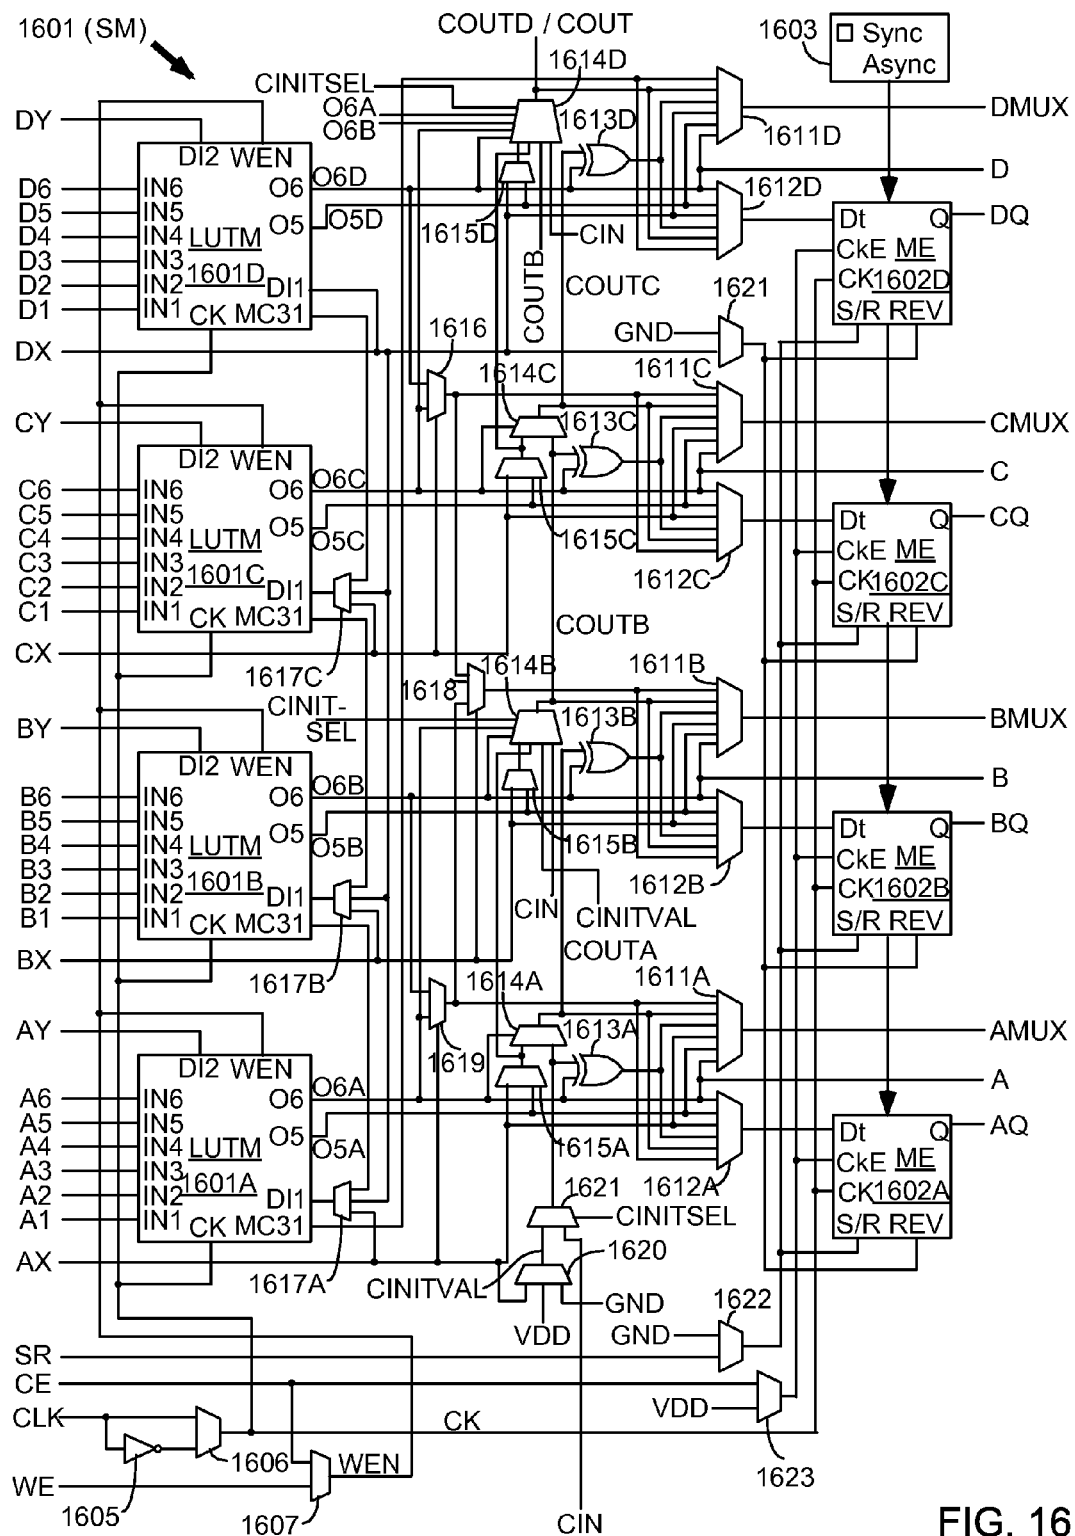 1601 (SM)
COUTD / COUT
1603
Sync
Async
CINITSEL
1614D
O6A
O6B
1613D
DMUX
1611D
DY
DI2 WEN
D6
D5
D4
D3
D2
D1
IN6
IN5
IN4
IN3
IN2
IN1
LUTM
1601D
O6
O6D
O5
O5D
DI1
CK MC31
1615D
CIN
COUTB
COUTC
1612D
D
Dt
Q
DQ
CkE ME
CK 1602D
S/R REV
1621
GND
DX
1616
1614C
1611C
1613C
CMUX
CY
DI2 WEN
C6
C5
C4
C3
C2
C1
IN6
IN5
IN4
IN3
IN2
IN1
LUTM
1601C
O6
O6C
O5
O5C
DI1
CK MC31
1615C
1612C
C
Dt
Q
CQ
CkE ME
CK 1602C
S/R REV
CX
1617C
COUTB
1614B
1618
1611B
CINIT-
SEL
1613B
BMUX
BY
DI2 WEN
B6
B5
B4
B3
B2
B1
IN6
IN5
IN4
IN3
IN2
IN1
LUTM
1601B
O6
O6B
O5
O5B
DI1
CK MC31
1615B
1612B
CIN
CINITVAL
COUTA
B
Dt
Q
BQ
CkE ME
CK 1602B
S/R REV
BX
1617B
1614A
1611A
1613A
1619
AMUX
AY
DI2 WEN
A6
A5
A4
A3
A2
A1
IN6
IN5
IN4
IN3
IN2
IN1
LUTM
1601A
O6
O6A
O5
O5A
DI1
CK MC31
1615A
1612A
A
Dt
Q
AQ
CkE ME
CK 1602A
S/R REV
1621
CINITSEL
AX
1617A
CINITVAL
1620
GND
VDD
1622
GND
SR
CE
VDD
1623
CLK
CK
1606
WEN
WE
1605
1607
CIN
FIG. 16